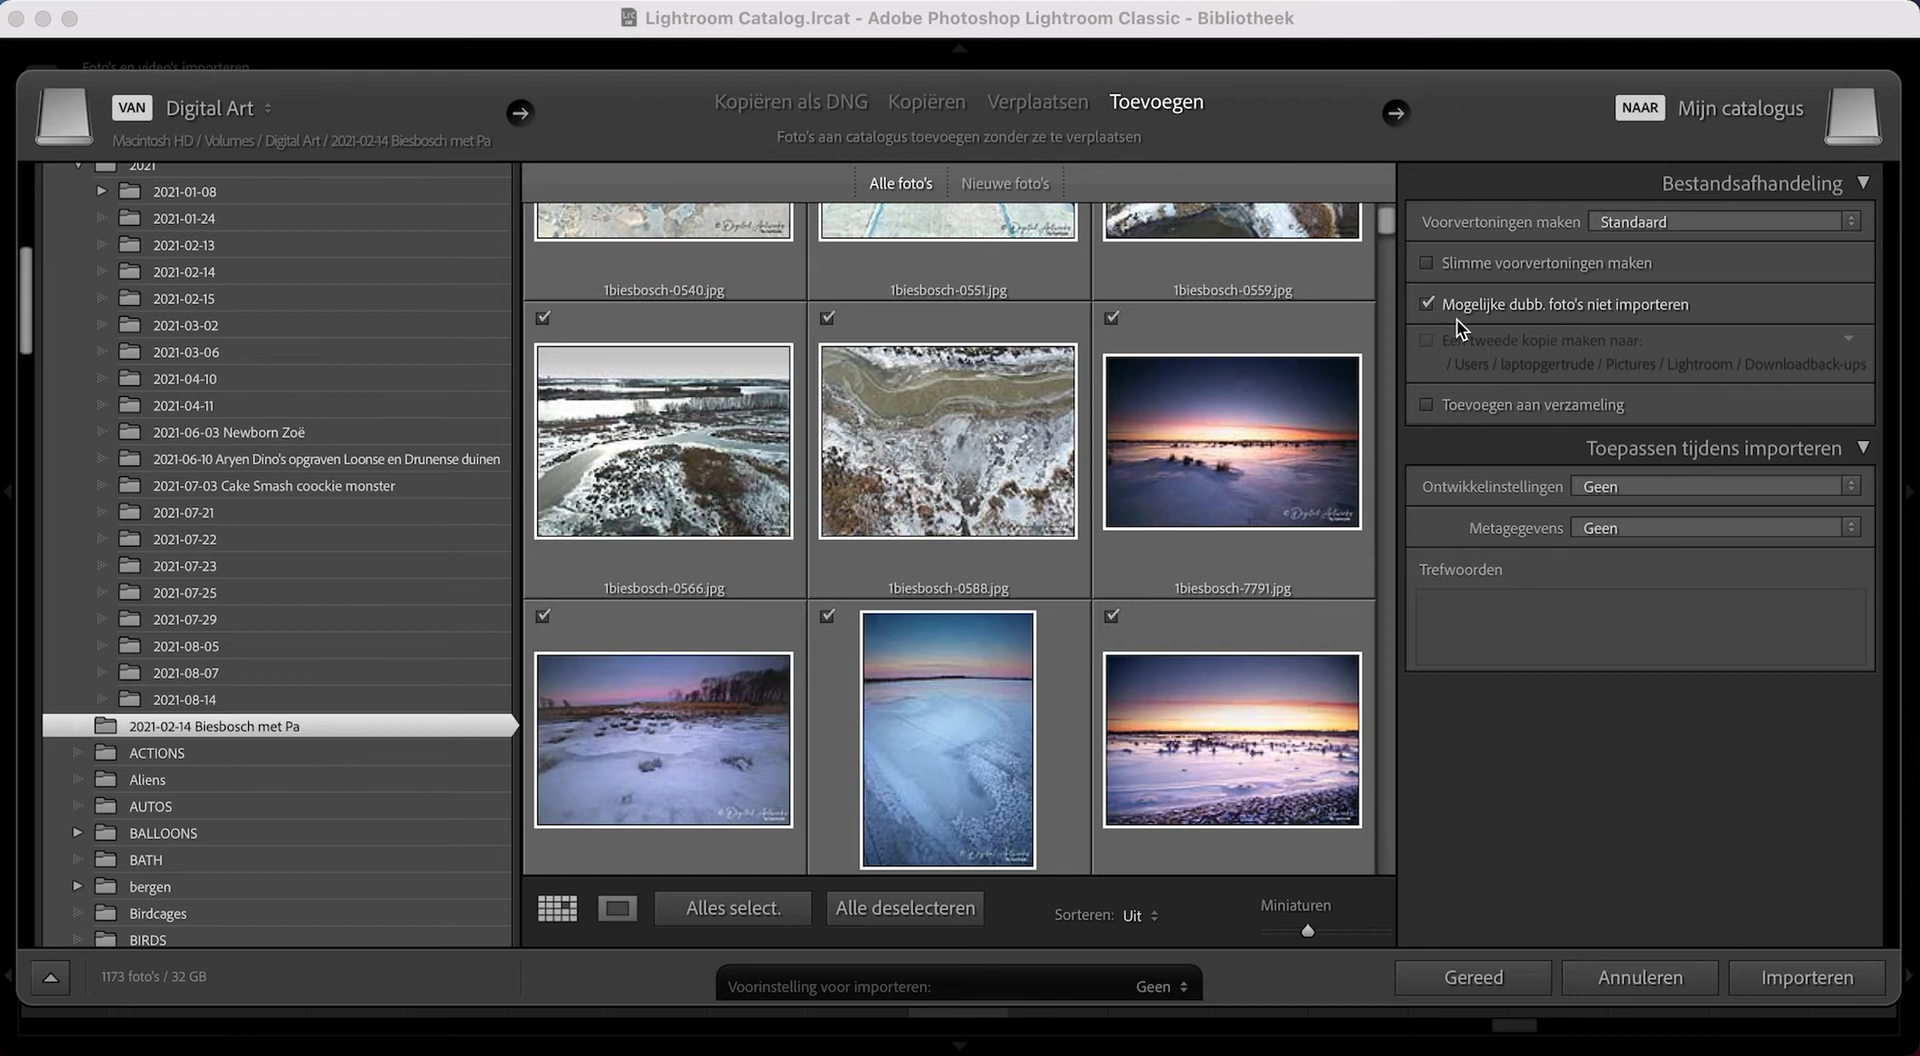 Lightroom Catalog.lrcat - Adobe Photoshop Lightroom Classic - Bibliotheek
Foto's en video's importeren
VAN Digital Art
Macintosh HD / Volumes / Digital Art / 2021-02-14 Biesbosch met Pa
Kopiëren als DNG Kopiëren Verplaatsen Toevoegen
Foto's aan catalogus toevoegen zonder ze te verplaatsen
NAAR Mijn catalogus
2021
2021-01-08
2021-01-24
2021-02-13
2021-02-14
2021-02-15
2021-03-02
2021-03-06
2021-04-10
2021-04-11
2021-06-03 Newborn Zoë
2021-06-10 Aryen Dino's opgraven Loonse en Drunense duinen
2021-07-03 Cake Smash coockie monster
2021-07-21
2021-07-22
2021-07-23
2021-07-25
2021-07-29
2021-08-05
2021-08-07
2021-08-14
2021-02-14 Biesbosch met Pa
ACTIONS
Aliens
AUTOS
BALLOONS
BATH
bergen
Birdcages
BIRDS
1173 foto's / 32 GB
Alle foto's Nieuwe foto's
1biesbosch-0540.jpg 1biesbosch-0551.jpg 1biesbosch-0559.jpg
1biesbosch-0566.jpg 1biesbosch-0588.jpg 1biesbosch-7791.jpg
Alles select. Alle deselecteren Sorteren: Uit Miniaturen
Voorinstelling voor importeren: Geen
Bestandsafhandeling
Voorvertoningen maken Standaard
Slimme voorvertoningen maken
Mogelijke dubb. foto's niet importeren
Een tweede kopie maken naar:
/ Users / laptopgertrude / Pictures / Lightroom / Downloadback-ups
Toevoegen aan verzameling
Toepassen tijdens importeren
Ontwikkelinstellingen Geen
Metagegevens Geen
Trefwoorden
Gereed Annuleren Importeren